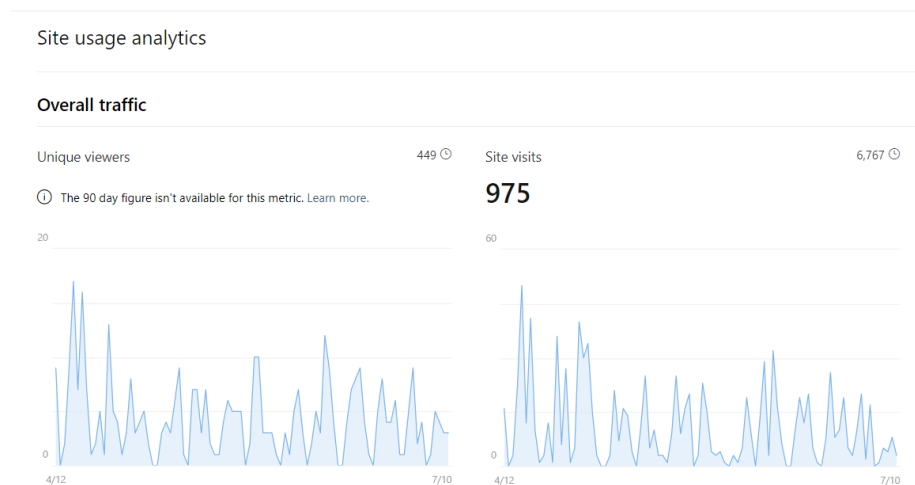 Site usage analytics
Overall traffic
Unique viewers 449
The 90 day figure isn't available for this metric. Learn more.
20
0
4/12 7/10
Site visits 6,767
975
60
0
4/12 7/10